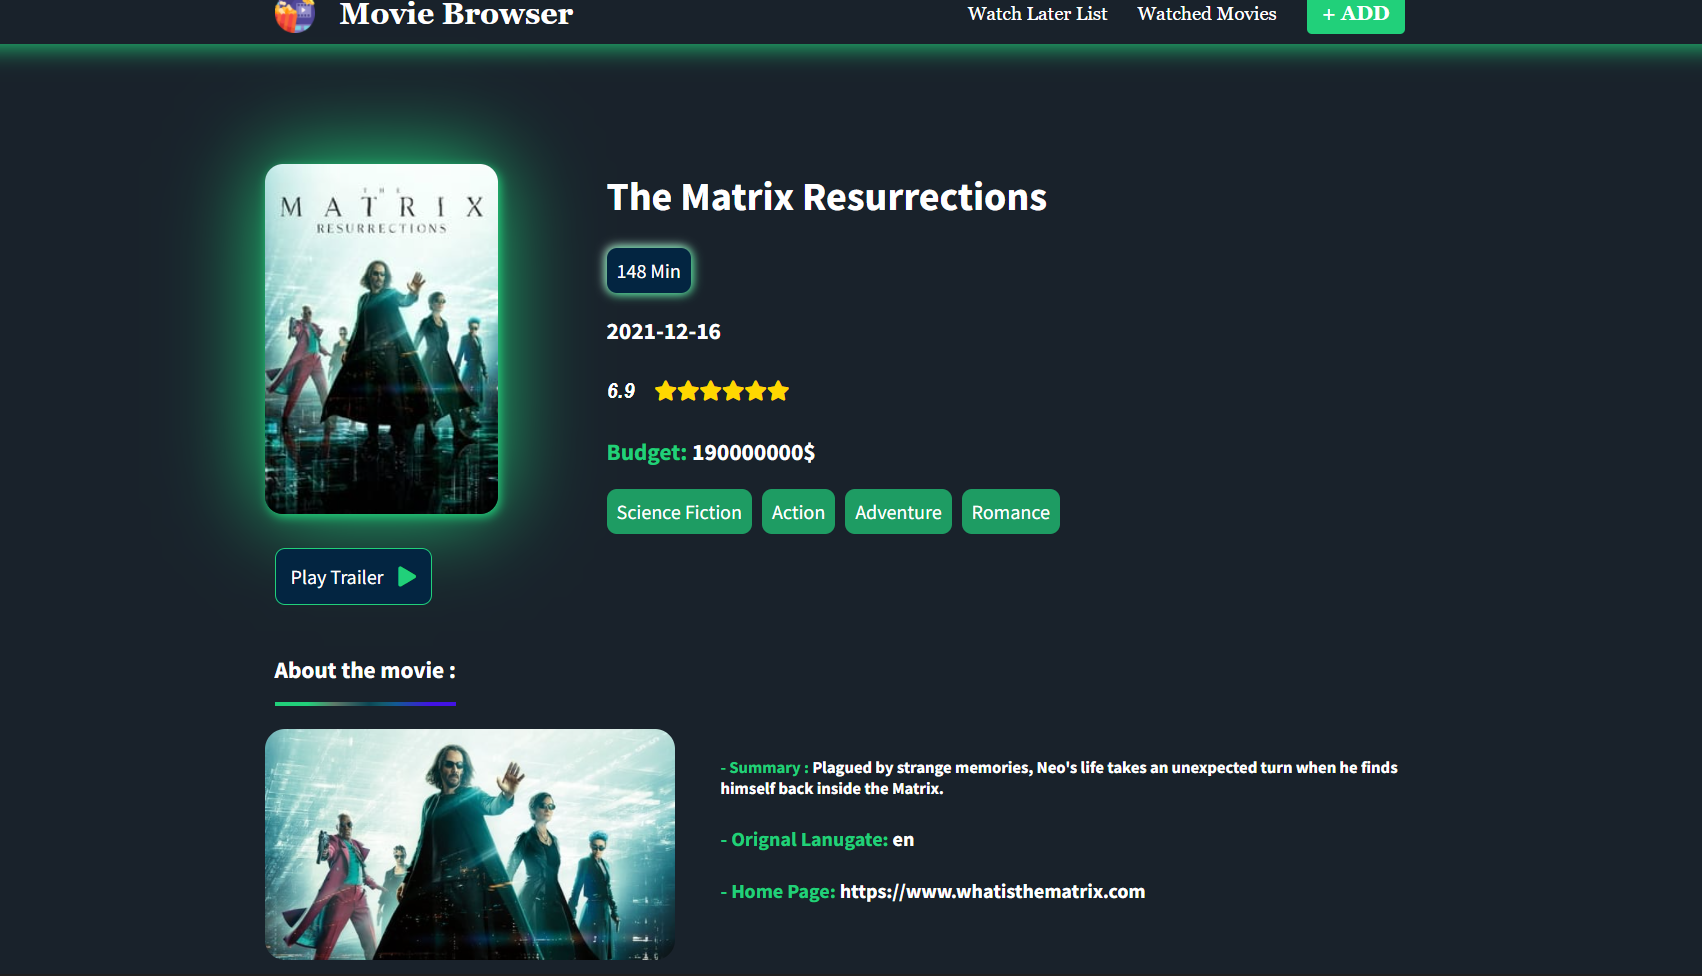 Movie Browser
Watch Later List
Watched Movies
+ ADD
THE
MATRIX
RESURRECTIONS
The Matrix Resurrections
148 Min
2021-12-16
6.9
Budget: 190000000$
Science Fiction
Action
Adventure
Romance
Play Trailer
About the movie :
- Summary : Plagued by strange memories, Neo's life takes an unexpected turn when he finds
himself back inside the Matrix.
- Orignal Lanugate: en
- Home Page: https://www.whatisthematrix.com